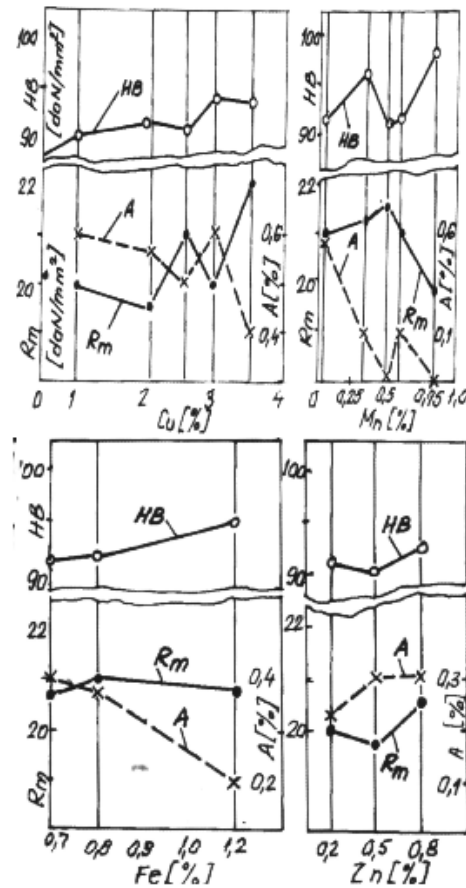 100
HB [daN/mm²]
90
HB
22
A
0,6
20
Rm [daN/mm²]
Rm
A[%]
0,4
0 1 2 3 4
Cu[%]
100
HB
90
HB
22
A
0,6
20
Rm
Rm
A[%]
0,1
0 0,25 0,5 0,75 1,0
Mn[%]
100
HB
90
HB
22
Rm
0,4
20
A
A[%]
0,2
Rm
0,7 0,8 0,9 1,0 1,2
Fe[%]
100
HB
90
22
A
0,3
20
Rm
A [%]
0,1
0,2 0,5 0,8
Zn[%]